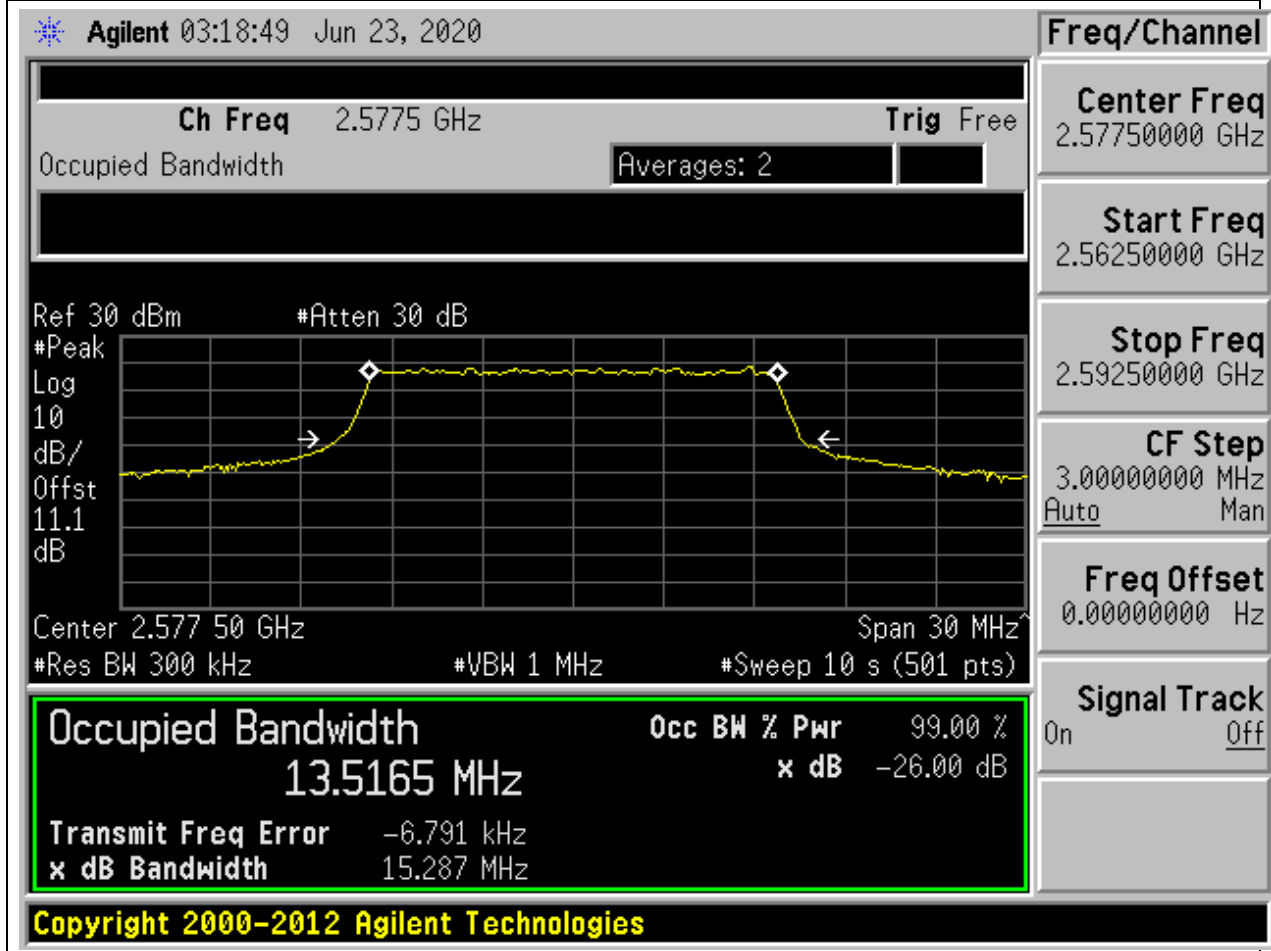 Agilent 03:18:49 Jun 23, 2020
Freq/Channel
Ch Freq 2.5775 GHz Trig Free
Occupied Bandwidth Averages: 2
Ref 30 dBm #Atten 30 dB
#Peak
Log
10
dB/
Offst
11.1
dB
Center 2.577 50 GHz Span 30 MHz^
#Res BW 300 kHz #VBW 1 MHz #Sweep 10 s (501 pts)
Occupied Bandwidth Occ BW % Pwr 99.00 %
13.5165 MHz x dB -26.00 dB
Transmit Freq Error -6.791 kHz
x dB Bandwidth 15.287 MHz
Center Freq
2.57750000 GHz
Start Freq
2.56250000 GHz
Stop Freq
2.59250000 GHz
CF Step
3.00000000 MHz
Auto Man
Freq Offset
0.00000000 Hz
Signal Track
On Off
Copyright 2000-2012 Agilent Technologies